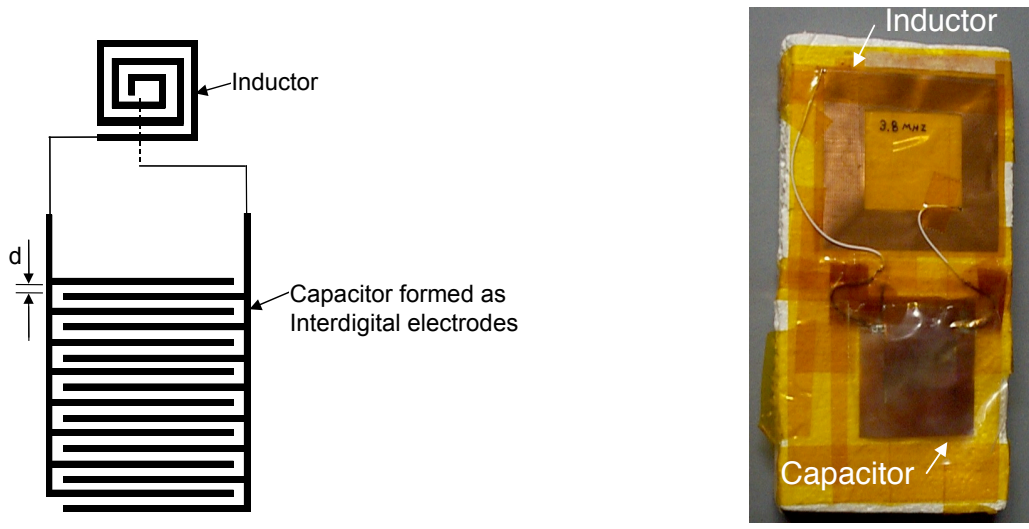 Inductor
d
Capacitor formed as
Interdigital electrodes
Inductor
3.8 MHZ
Capacitor